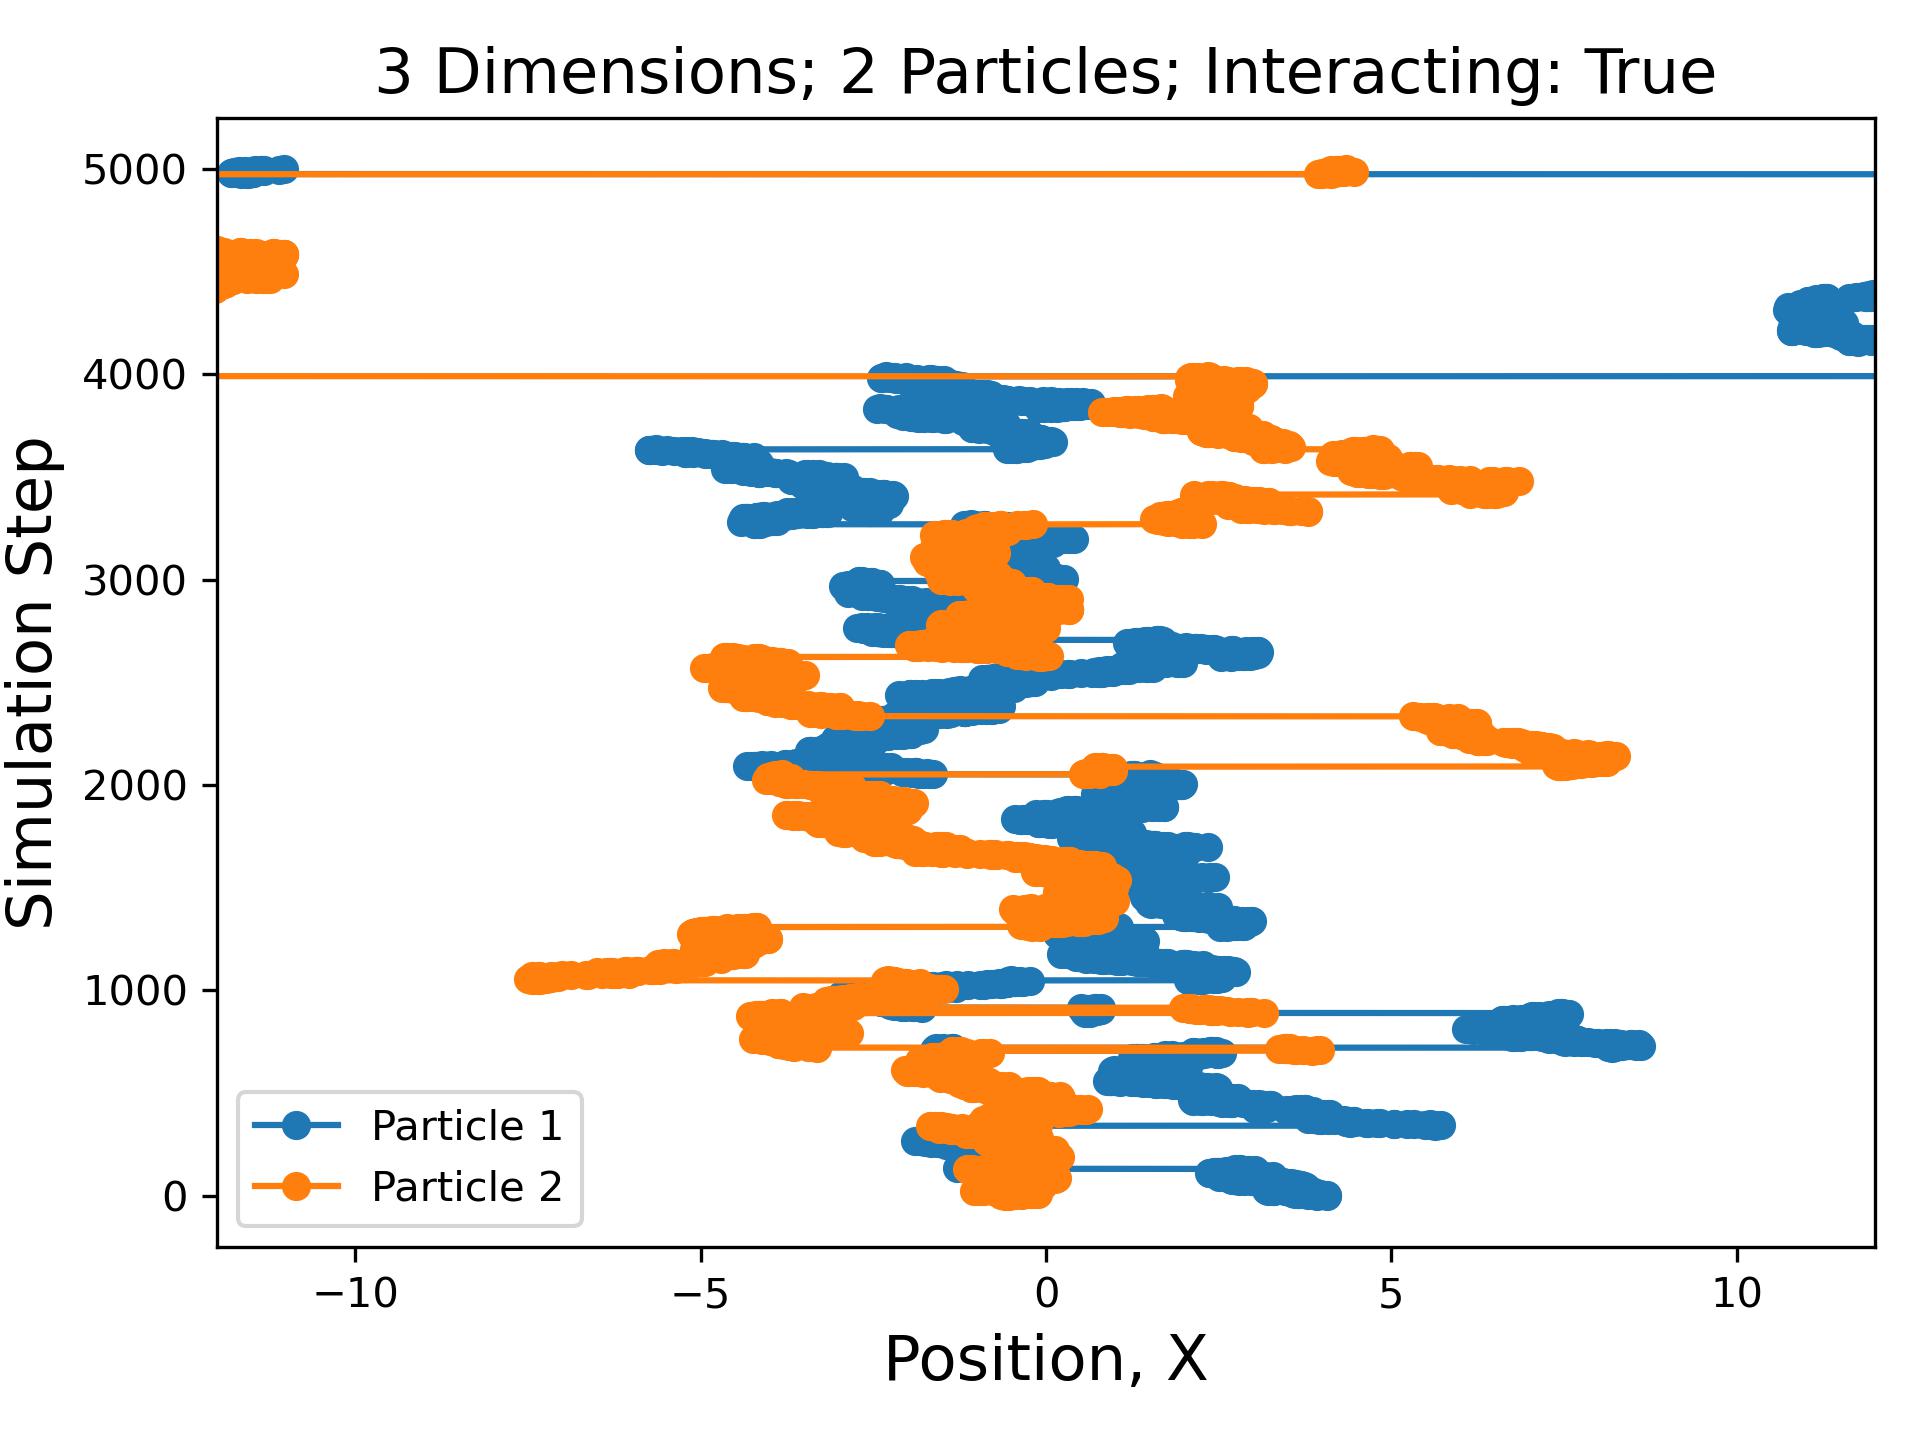 3 Dimensions; 2 Particles; Interacting: True
Simulation Step
5000
4000
3000
2000
1000
0
Particle 1
Particle 2
−10
−5
0
5
10
Position, X